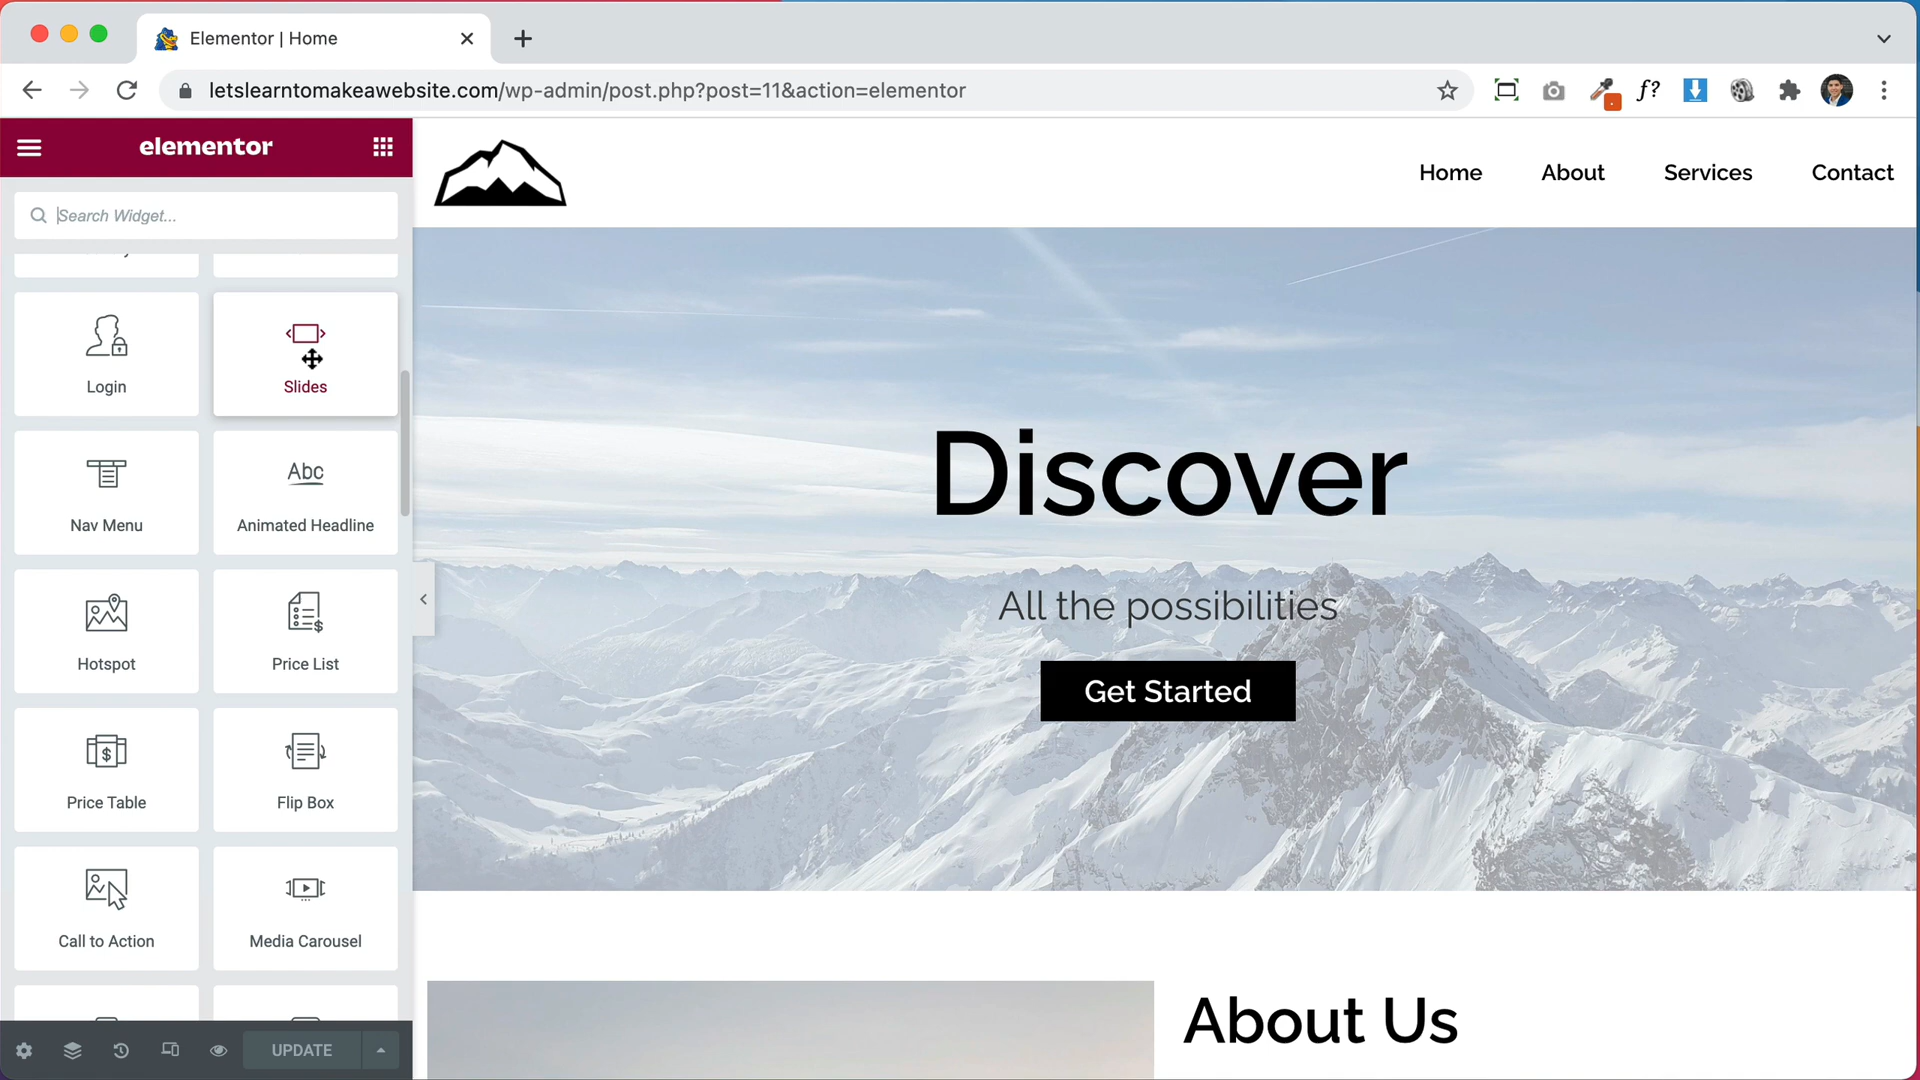 Elementor | Home
letslearntomakeawebsite.com/wp-admin/post.php?post=11&action=elementor
f?
elementor
Search Widget...
Home About Services Contact
Login
Slides
Nav Menu
Abc
Animated Headline
Hotspot
Price List
Price Table
Flip Box
Call to Action
Media Carousel
UPDATE
Discover
All the possibilities
Get Started
About Us